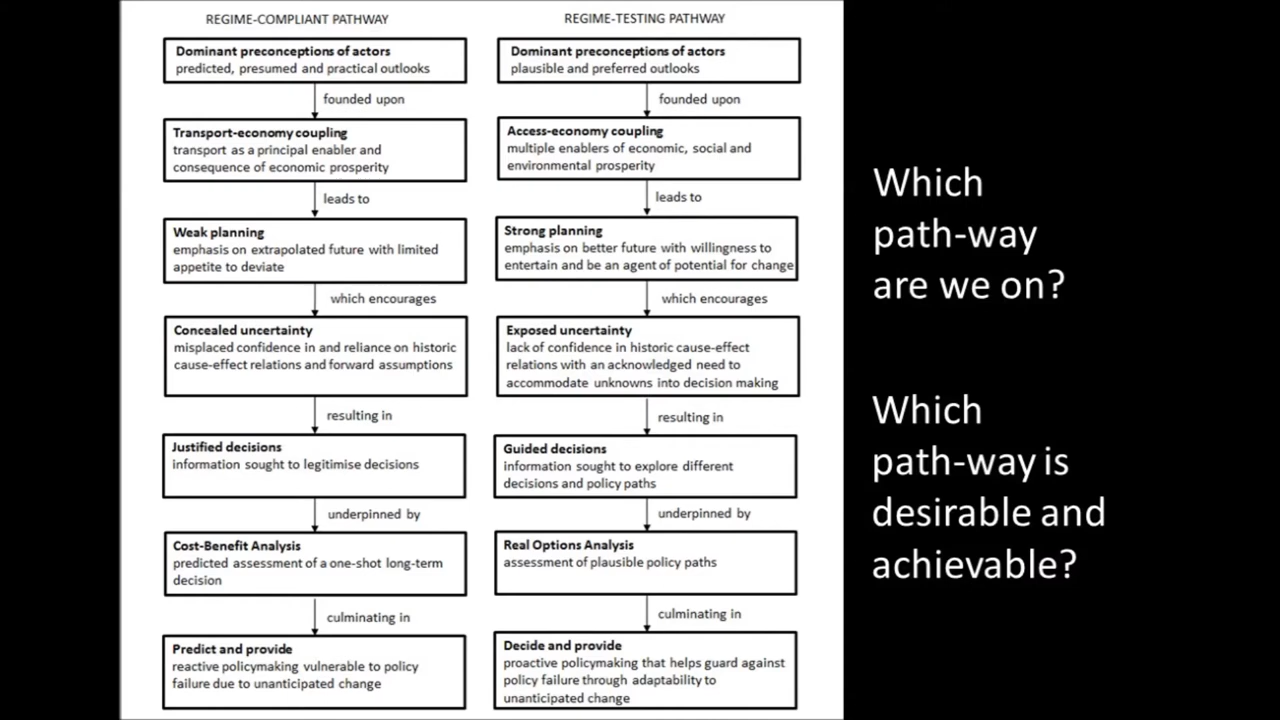 REGIME-COMPLIANT PATHWAY
Dominant preconceptions of actors
predicted, presumed and practical outlooks
founded upon
Transport-economy coupling
transport as a principal enabler and
consequence of economic prosperity
leads to
Weak planning
emphasis on extrapolated future with limited
appetite to deviate
which encourages
Concealed uncertainty
misplaced confidence in and reliance on historic
cause-effect relations and forward assumptions
resulting in
Justified decisions
information sought to legitimise decisions
underpinned by
Cost-Benefit Analysis
predicted assessment of a one-shot long-term
decision
culminating in
Predict and provide
reactive policymaking vulnerable to policy
failure due to unanticipated change
REGIME-TESTING PATHWAY
Dominant preconceptions of actors
plausible and preferred outlooks
founded upon
Access-economy coupling
multiple enablers of economic, social and
environmental prosperity
leads to
Strong planning
emphasis on better future with willingness to
entertain and be an agent of potential for change
which encourages
Exposed uncertainty
lack of confidence in historic cause-effect
relations with an acknowledged need to
accommodate unknowns into decision making
resulting in
Guided decisions
information sought to explore different
decisions and policy paths
underpinned by
Real Options Analysis
assessment of plausible policy paths
culminating in
Decide and provide
proactive policymaking that helps guard against
policy failure through adaptability to
unanticipated change
Which
path-way
are we on?
Which
path-way is
desirable and
achievable?